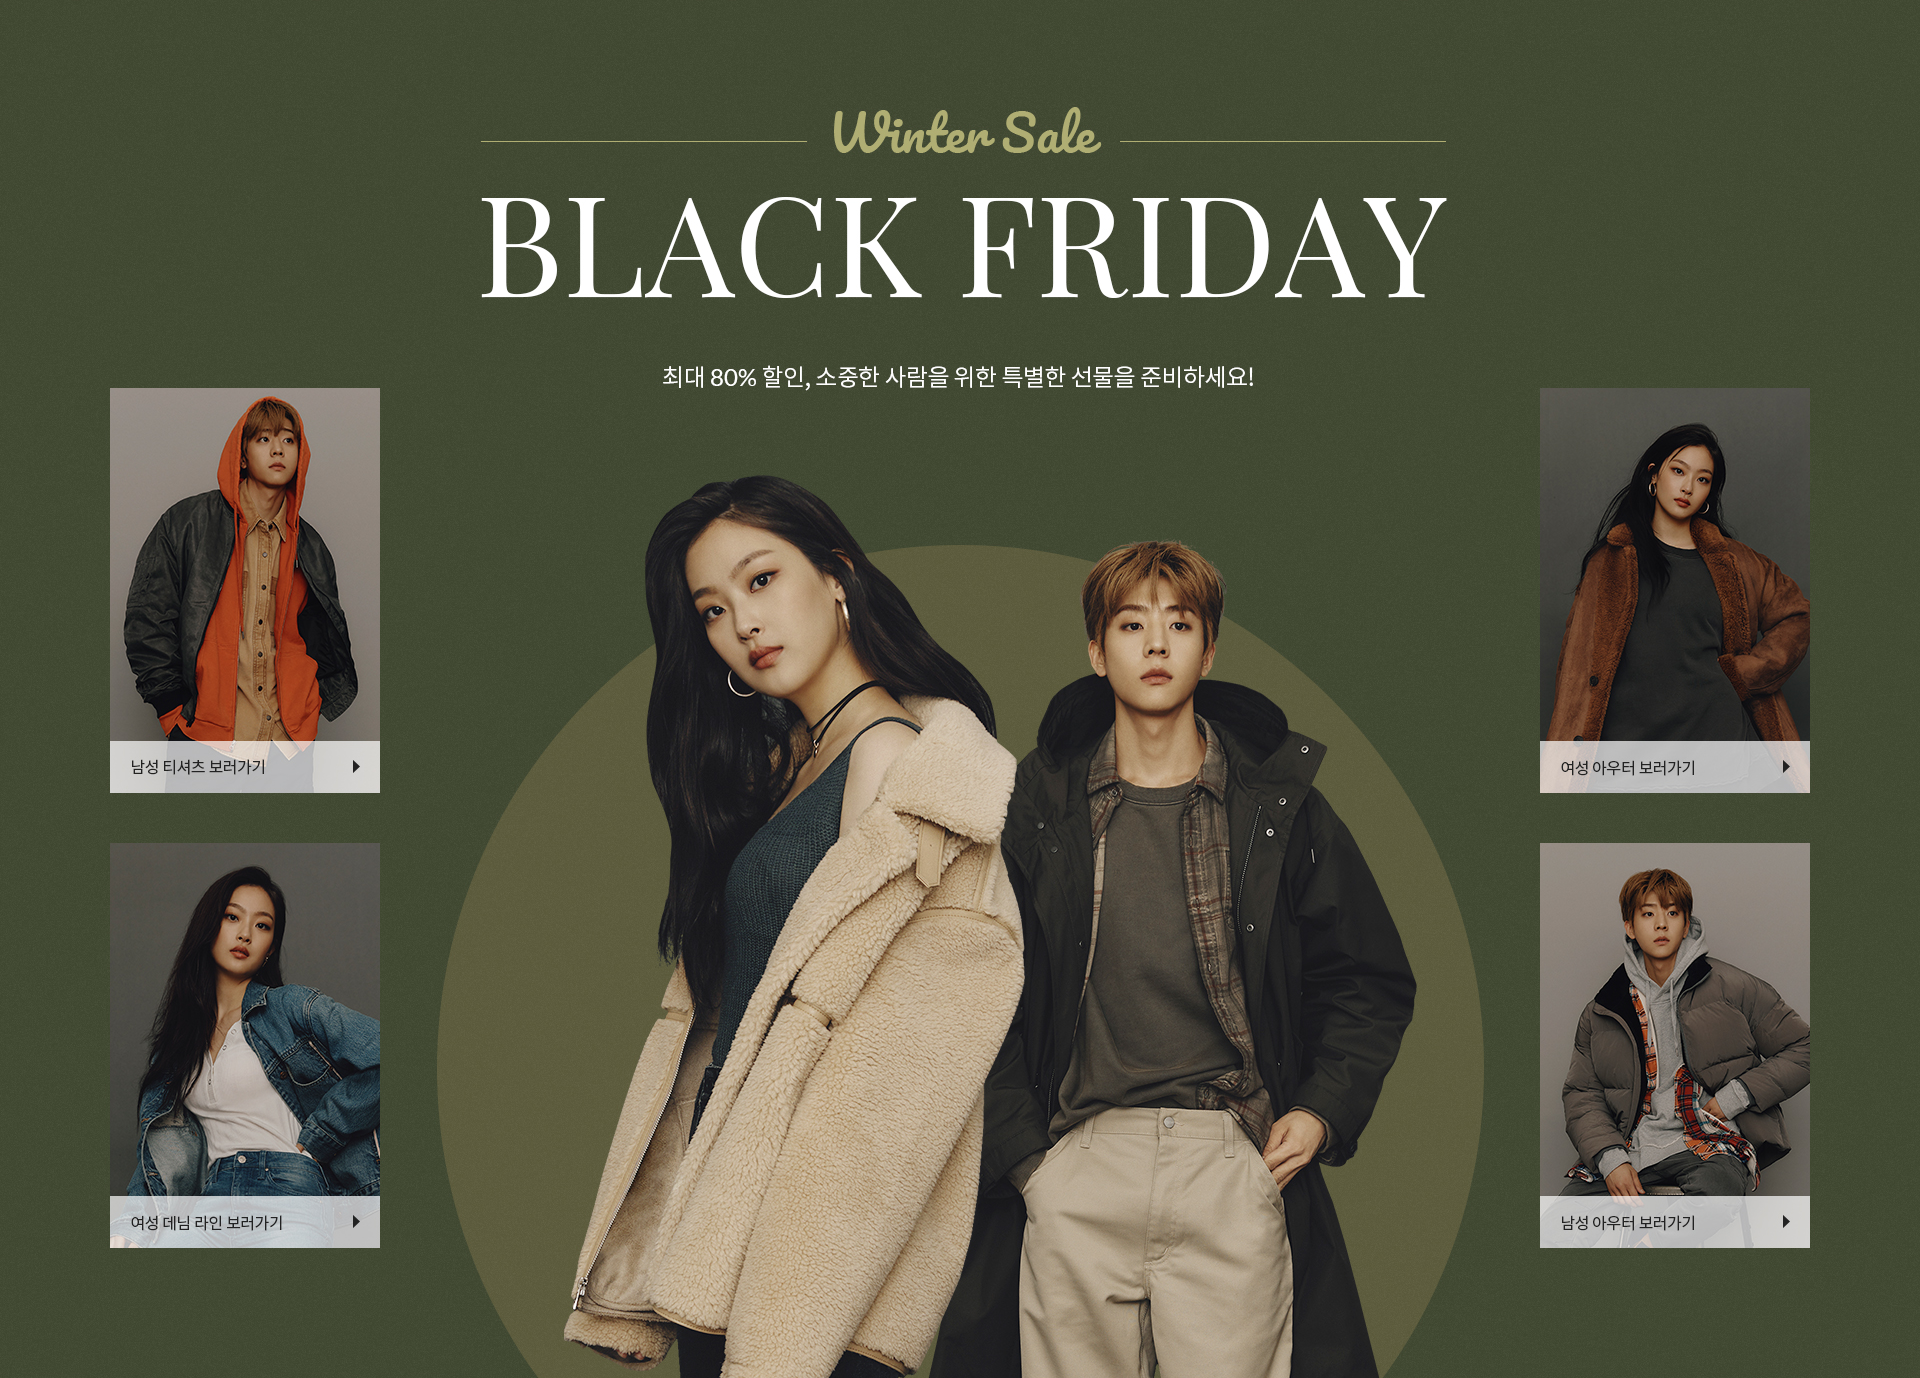 Winter Sale
BLACK FRIDAY
최대 80% 할인, 소중한 사람을 위한 특별한 선물을 준비하세요!
남성 티셔츠 보러가기
여성 아우터 보러가기
여성 데님 라인 보러가기
남성 아우터 보러가기